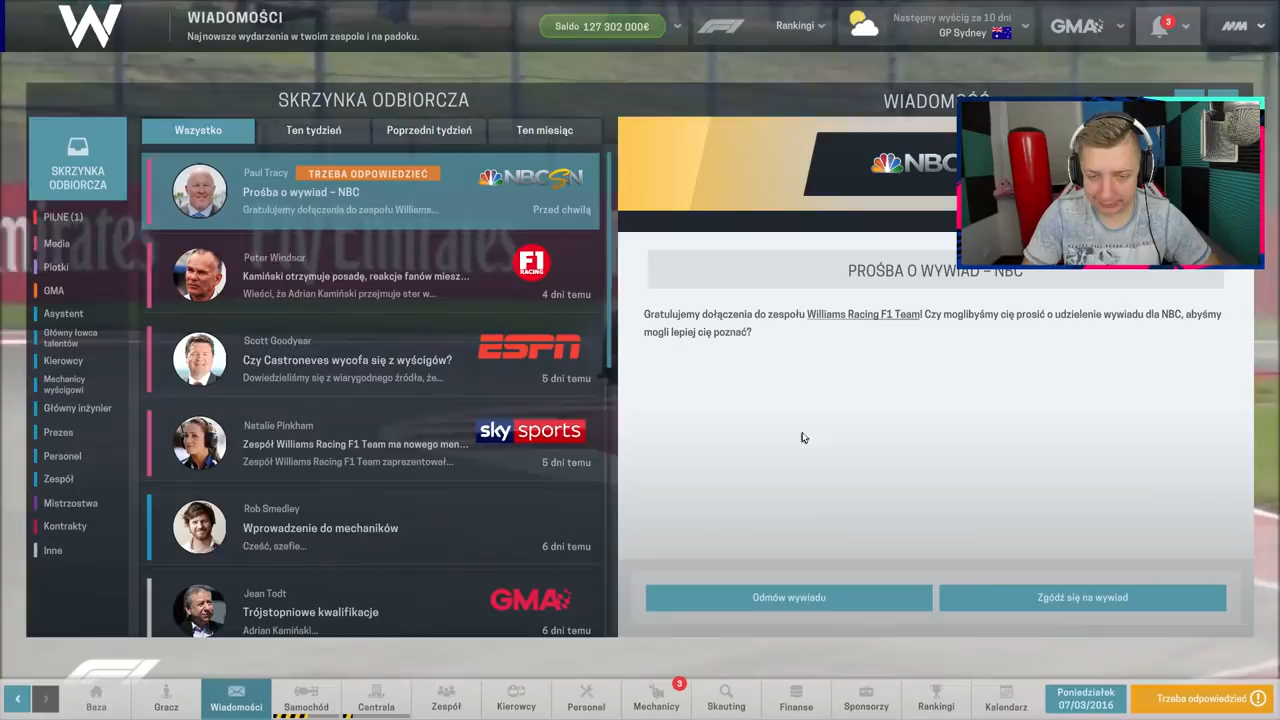 WIADOMOŚCI
Najnowsze wydarzenia w twoim zespole i na padoku.
Saldo 127 302 000€
Rankingi
Następny wyścig za 10 dni
GP Sydney
GMA
3
SKRZYNKA ODBIORCZA
WIADOMOŚĆ
SKRZYNKA
ODBIORCZA
PILNE (1)
Media
Plotki
GMA
Asystent
Główny łowca
talentów
Kierowcy
Mechanicy
wyścigowi
Główny inżynier
Prezes
Personel
Zespół
Mistrzostwa
Kontrakty
Inne
Wszystko
Ten tydzień
Poprzedni tydzień
Ten miesiąc
Paul Tracy
TRZEBA ODPOWIEDZIEĆ
Prośba o wywiad – NBC
Gratulujemy dołączenia do zespołu Williams...
NBCSN
Przed chwilą
Peter Windsor
Kamiński otrzymuje posadę, reakcje fanów miesz...
Wieści, że Adrian Kamiński przejmuje ster w...
F1
RACING
4 dni temu
Scott Goodyear
Czy Castroneves wycofa się z wyścigów?
Dowiedzieliśmy się z wiarygodnego źródła, że...
ESPN
5 dni temu
Natalie Pinkham
Zespół Williams Racing F1 Team ma nowego men...
Zespół Williams Racing F1 Team zaprezentował...
sky sports
5 dni temu
Rob Smedley
Wprowadzenie do mechaników
Cześć, szefie...
6 dni temu
Jean Todt
Trójstopniowe kwalifikacje
Adrian Kamiński...
GMA
6 dni temu
NBC
PROŚBA O WYWIAD – NBC
Gratulujemy dołączenia do zespołu Williams Racing F1 Team! Czy moglibyśmy cię prosić o udzielenie wywiadu dla NBC, abyśmy
mogli lepiej cię poznać?
Odmów wywiadu
Zgódź się na wywiad
Baza
Gracz
Wiadomości
Samochód
Centrala
Zespół
Kierowcy
Personel
Mechanicy
3
Skauting
Finanse
Sponsorzy
Rankingi
Kalendarz
Poniedziałek
07/03/2016
Trzeba odpowiedzieć